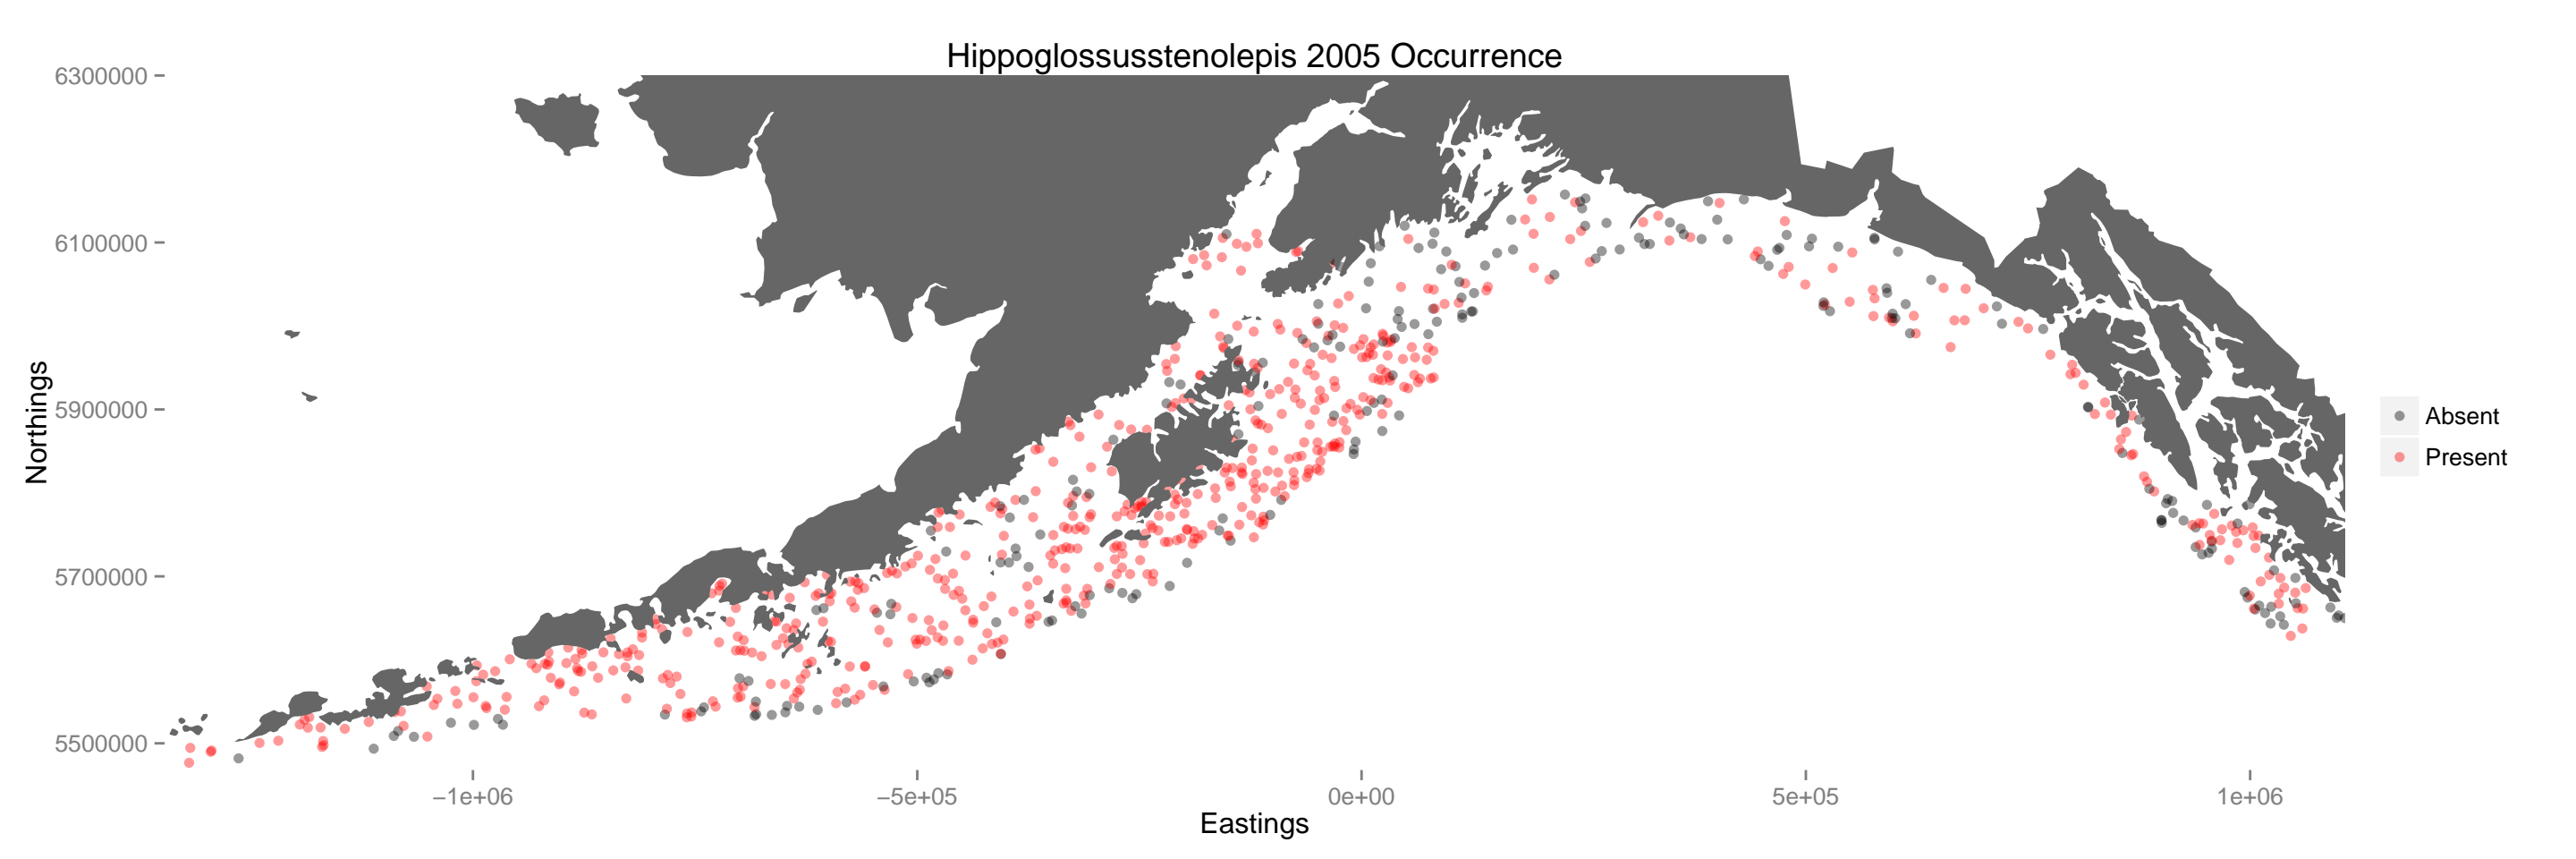 Hippoglossusstenolepis 2005 Occurrence
6300000
6100000
5900000
5700000
5500000
Northings
−1e+06
−5e+05
0e+00
5e+05
1e+06
Eastings
Absent
Present